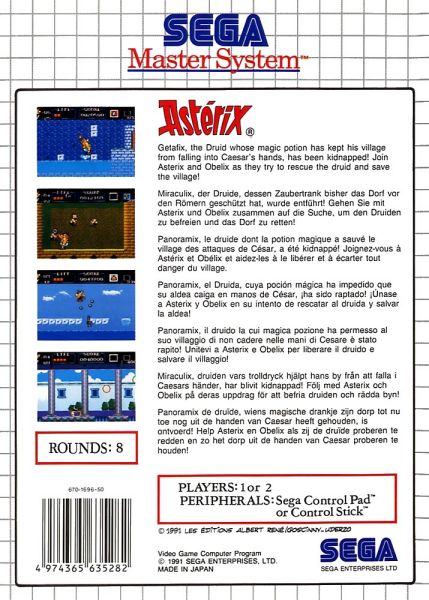 SEGA
Master System™
Astérix ®
Getafix, the Druid whose magic potion has kept his village
from falling into Caesar's hands, has been kidnapped! Join
Asterix and Obelix as they try to rescue the druid and save
the village!
Miraculix, der Druide, dessen Zaubertrank bisher das Dorf vor
den Römern geschützt hat, wurde entführt! Gehen Sie mit
Asterix und Obelix zusammen auf die Suche, um den Druiden
zu befreien und das Dorf zu retten!
Panoramix, le druide dont la potion magique a sauvé le
village des attaques de César, a été kidnappé! Joignez-vous à
Astérix et Obélix et aidez-les à le libérer et à écarter tout
danger du village.
Panoramix, el Druida, cuya poción mágica ha impedido que
su aldea caiga en manos de César, ¡ha sido raptado! ¡Unase
a Asterix y Obelix en su intento de rescatar al druida y salvar
la aldea!
Panoramix, il druido la cui magica pozione ha permesso al
suo villaggio di non cadere nelle mani di Cesare è stato
rapito! Unitevi a Asterix e Obelix per liberare il druido e
salvare il villaggio!
Miraculix, druiden vars trolldryck hjälpt hans by från att falla i
Caesars händer, har blivit kidnappad! Följ med Asterix och
Obelix på deras uppdrag för att befria druiden och rädda byn!
Panoramix de druïde, wiens magische drankje zijn dorp tot nu
toe nog uit de handen van Caesar heeft gehouden, is
ontvoerd! Help Asterix en Obelix als zij de druïde proberen te
redden en zo het dorp uit de handen van Caesar proberen te
houden!
ROUNDS: 8
PLAYERS: 1 or 2
PERIPHERALS: Sega Control Pad™
or Control Stick™
670-1696-50
4 974365 635282
© 1991 LES ÉDITIONS ALBERT RENÉ/GOSCINNY-UDERZO
Video Game Computer Program
© 1991 SEGA ENTERPRISES, LTD.
MADE IN JAPAN
SEGA
SEGA ENTERPRISES LTD